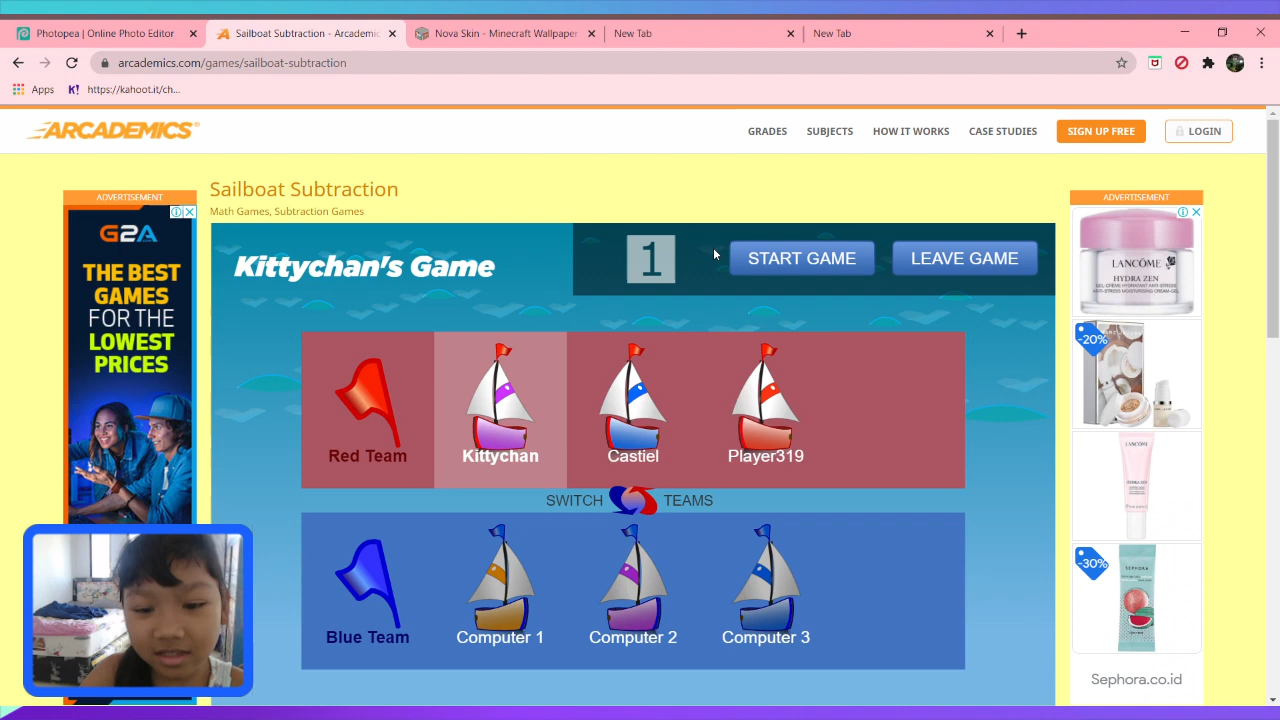 Photopea | Online Photo Editor
Sailboat Subtraction - Arcademic
Nova Skin - Minecraft Wallpaper
New Tab
New Tab
arcademics.com/games/sailboat-subtraction
Apps
K!
https://kahoot.it/ch...
ARCADEMICS
GRADES
SUBJECTS
HOW IT WORKS
CASE STUDIES
SIGN UP FREE
LOGIN
ADVERTISEMENT
G2A
THE BEST
GAMES
FOR THE
LOWEST
PRICES
Sailboat Subtraction
Math Games, Subtraction Games
Kittychan's Game
1
START GAME
LEAVE GAME
Red Team
Kittychan
Castiel
Player319
SWITCH TEAMS
Blue Team
Computer 1
Computer 2
Computer 3
ADVERTISEMENT
LANCÔME
HYDRA ZEN
-20%
-30%
Sephora.co.id